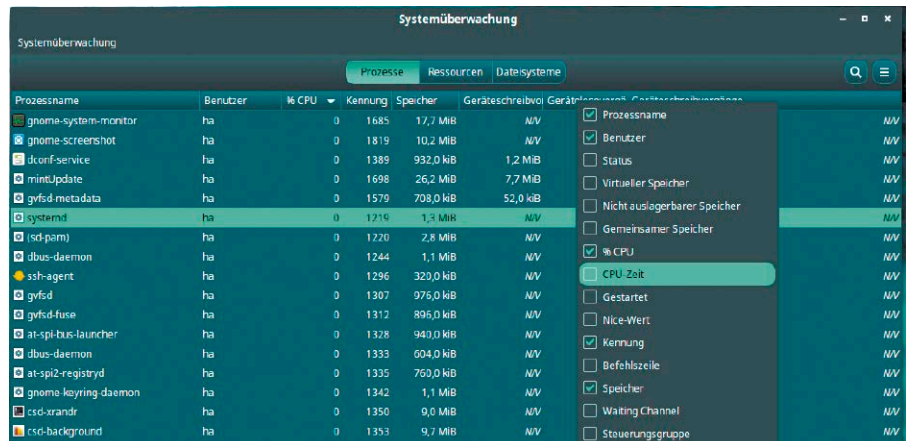 Systemüberwachung
Systemüberwachung
Prozesse Ressourcen Dateisysteme
Prozessname Benutzer % CPU Kennung Speicher Geräteschreibvo
gnome-system-monitor ha 0 1685 17,7 MiB N/V N/V
gnome-screenshot ha 0 1819 10,2 MiB N/V N/V
dconf-service ha 0 1389 932,0 kiB 1,2 MiB N/V
mintUpdate ha 0 1698 26,2 MiB 7,7 MiB N/V
gvfsd-metadata ha 0 1579 708,0 kiB 52,0 kiB N/V
systemd ha 0 1219 1,3 MiB N/V N/V
(sd-pam) ha 0 1220 2,8 MiB N/V N/V
dbus-daemon ha 0 1244 1,1 MiB N/V N/V
ssh-agent ha 0 1296 320,0 kiB N/V N/V
gvfsd ha 0 1307 976,0 kiB N/V N/V
gvfsd-fuse ha 0 1312 896,0 kiB N/V N/V
at-spi-bus-launcher ha 0 1328 940,0 kiB N/V N/V
dbus-daemon ha 0 1333 604,0 kiB N/V N/V
at-spi2-registryd ha 0 1335 760,0 kiB N/V N/V
gnome-keyring-daemon ha 0 1342 1,1 MiB N/V N/V
csd-xrandr ha 0 1350 9,0 MiB N/V N/V
csd-background ha 0 1353 9,7 MiB N/V N/V
Prozessname
Benutzer
Status
Virtueller Speicher
Nicht auslagerbarer Speicher
Gemeinsamer Speicher
% CPU
CPU-Zeit
Gestartet
Nice-Wert
Kennung
Befehlszeile
Speicher
Waiting Channel
Steuerungsgruppe